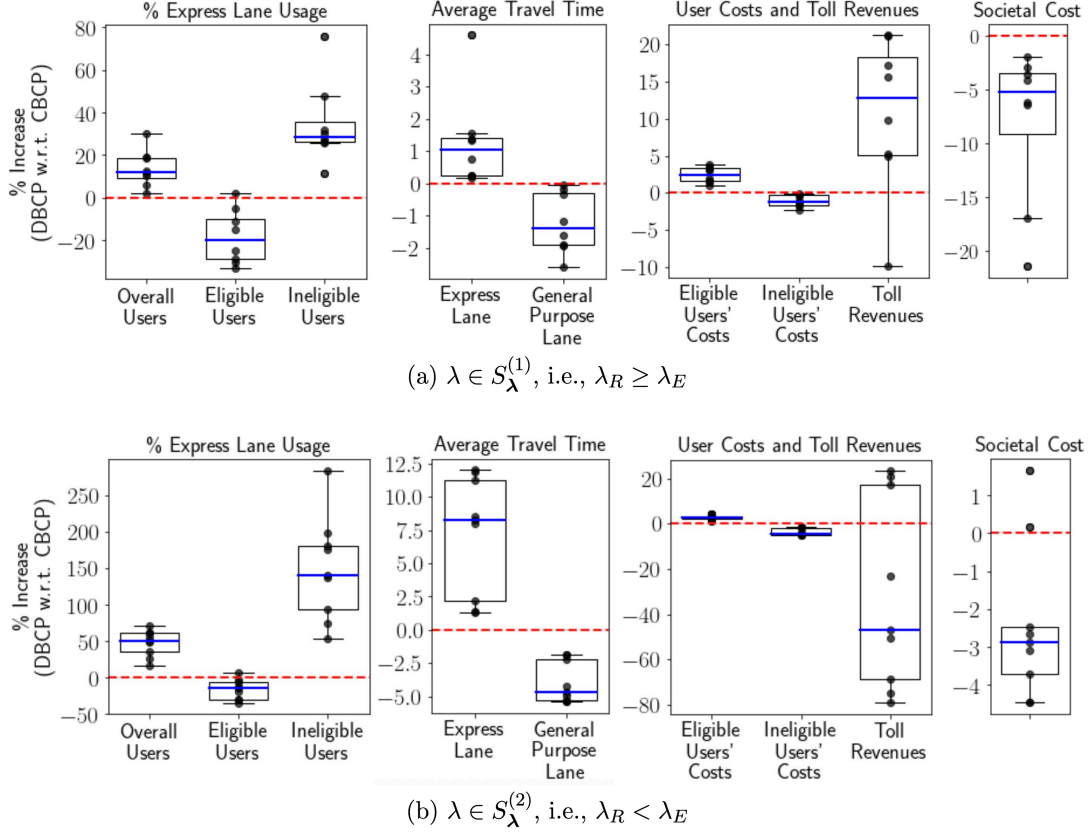 % Express Lane Usage
Average Travel Time
User Costs and Toll Revenues
Societal Cost
% Increase
(DBCP w.r.t. CBCP)
80
60
40
20
0
−20
4
3
2
1
0
−1
−2
20
15
10
5
0
−5
−10
0
−5
−10
−15
−20
Overall
Users
Eligible
Users
Ineligible
Users
Express
Lane
General
Purpose
Lane
Eligible
Users'
Costs
Ineligible
Users'
Costs
Toll
Revenues
(a) λ ∈ S_λ^(1), i.e., λ_R ≥ λ_E
% Express Lane Usage
Average Travel Time
User Costs and Toll Revenues
Societal Cost
% Increase
(DBCP w.r.t. CBCP)
250
200
150
100
50
0
−50
12.5
10.0
7.5
5.0
2.5
0.0
−2.5
−5.0
20
0
−20
−40
−60
−80
1
0
−1
−2
−3
−4
Overall
Users
Eligible
Users
Ineligible
Users
Express
Lane
General
Purpose
Lane
Eligible
Users'
Costs
Ineligible
Users'
Costs
Toll
Revenues
(b) λ ∈ S_λ^(2), i.e., λ_R < λ_E